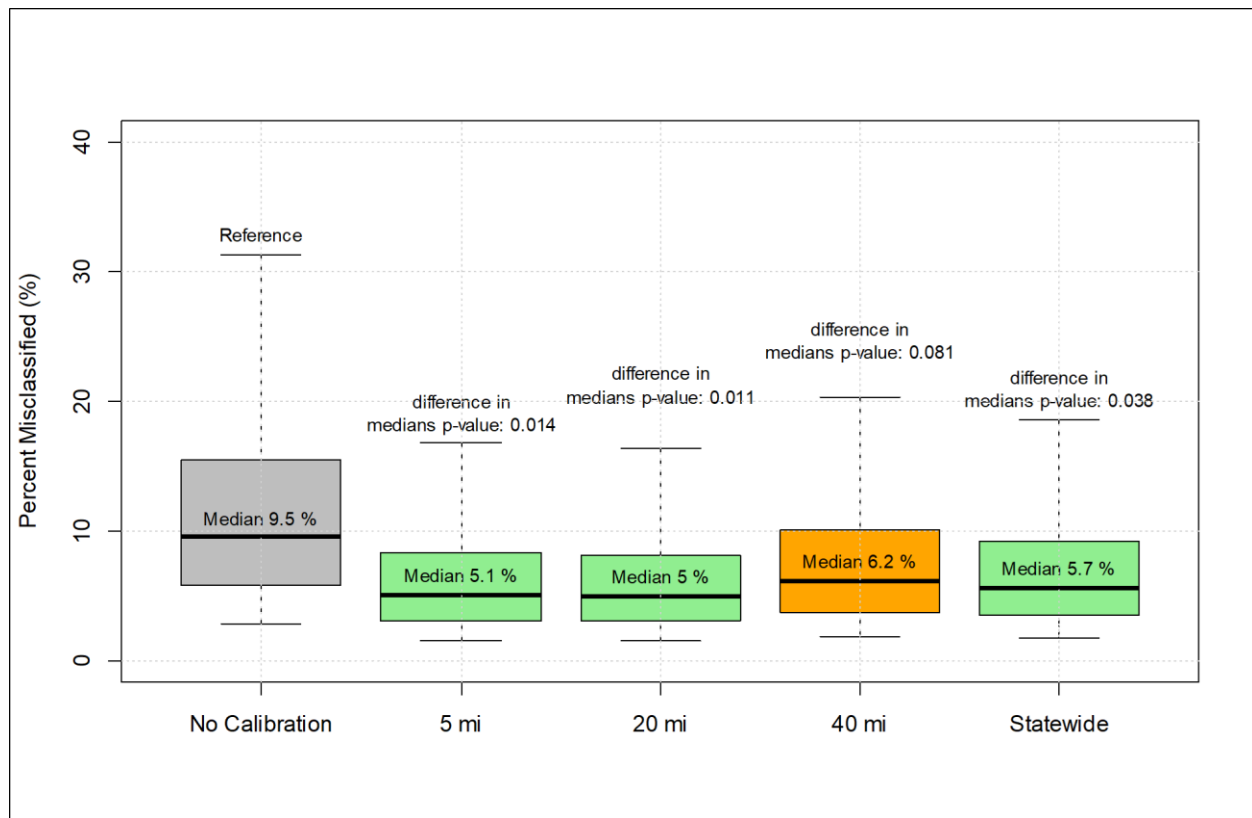 Percent Misclassified (%)
40
30
20
10
0
Reference
Median 9.5 %
difference in
medians p-value: 0.014
Median 5.1 %
difference in
medians p-value: 0.011
Median 5 %
difference in
medians p-value: 0.081
Median 6.2 %
difference in
medians p-value: 0.038
Median 5.7 %
No Calibration
5 mi
20 mi
40 mi
Statewide